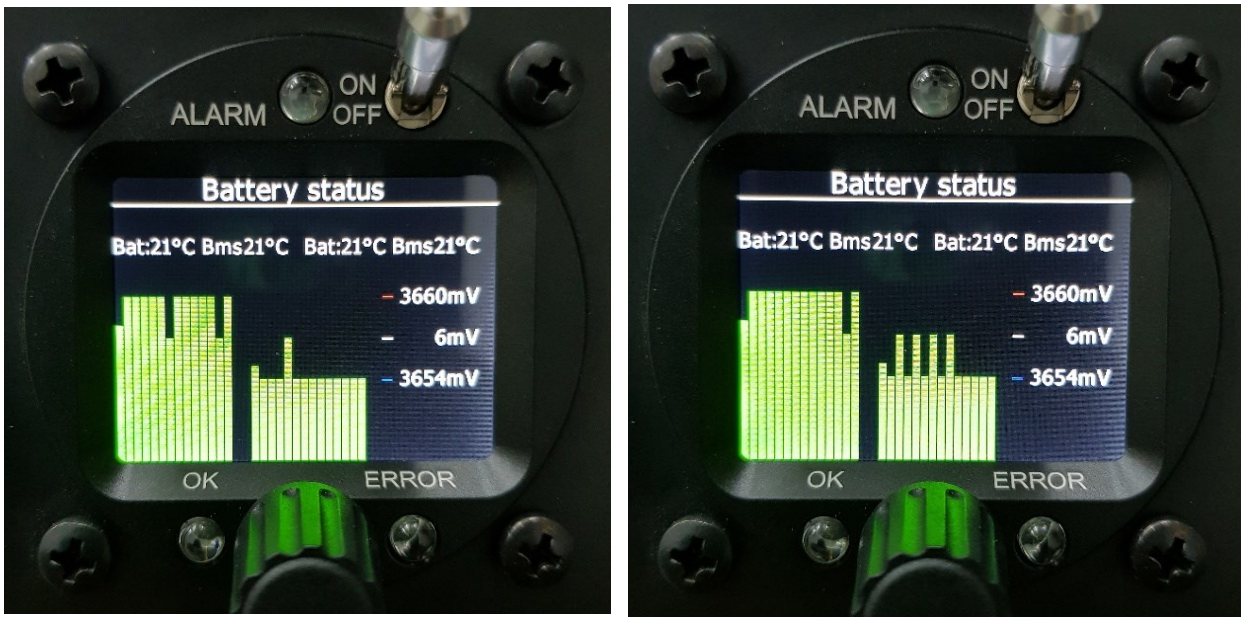 ON
ALARM OFF
Battery status
Bat:21°C Bms21°C Bat:21°C Bms21°C
3660mV
6mV
3654mV
OK ERROR
ON
ALARM OFF
Battery status
Bat:21°C Bms21°C Bat:21°C Bms21°C
3660mV
6mV
3654mV
OK ERROR